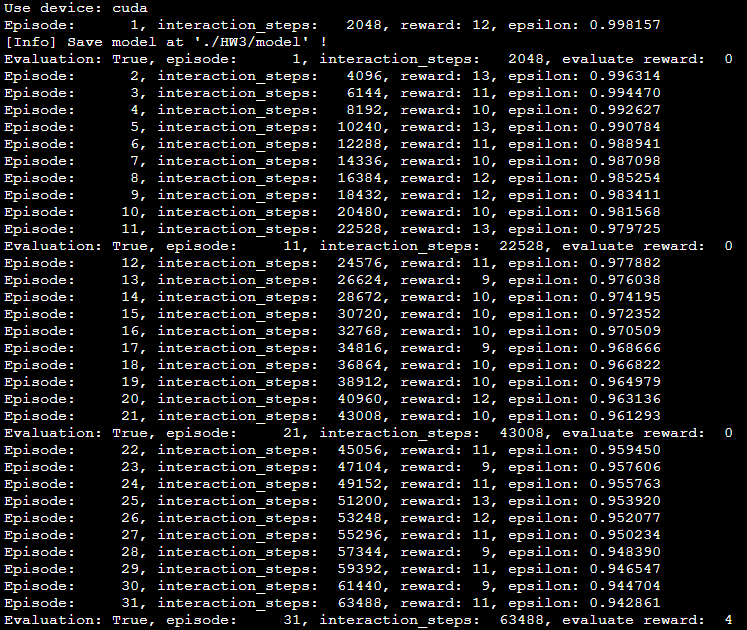 Use device: cuda
Episode:      1, interaction_steps:   2048, reward: 12, epsilon: 0.998157
[Info] Save model at './HW3/model' !
Evaluation: True, episode:      1, interaction_steps:   2048, evaluate reward:  0
Episode:      2, interaction_steps:   4096, reward: 13, epsilon: 0.996314
Episode:      3, interaction_steps:   6144, reward: 11, epsilon: 0.994470
Episode:      4, interaction_steps:   8192, reward: 10, epsilon: 0.992627
Episode:      5, interaction_steps:  10240, reward: 13, epsilon: 0.990784
Episode:      6, interaction_steps:  12288, reward: 11, epsilon: 0.988941
Episode:      7, interaction_steps:  14336, reward: 10, epsilon: 0.987098
Episode:      8, interaction_steps:  16384, reward: 12, epsilon: 0.985254
Episode:      9, interaction_steps:  18432, reward: 12, epsilon: 0.983411
Episode:     10, interaction_steps:  20480, reward: 10, epsilon: 0.981568
Episode:     11, interaction_steps:  22528, reward: 13, epsilon: 0.979725
Evaluation: True, episode:     11, interaction_steps:  22528, evaluate reward:  0
Episode:     12, interaction_steps:  24576, reward: 11, epsilon: 0.977882
Episode:     13, interaction_steps:  26624, reward:  9, epsilon: 0.976038
Episode:     14, interaction_steps:  28672, reward: 10, epsilon: 0.974195
Episode:     15, interaction_steps:  30720, reward: 10, epsilon: 0.972352
Episode:     16, interaction_steps:  32768, reward: 10, epsilon: 0.970509
Episode:     17, interaction_steps:  34816, reward:  9, epsilon: 0.968666
Episode:     18, interaction_steps:  36864, reward: 10, epsilon: 0.966822
Episode:     19, interaction_steps:  38912, reward: 10, epsilon: 0.964979
Episode:     20, interaction_steps:  40960, reward: 12, epsilon: 0.963136
Episode:     21, interaction_steps:  43008, reward: 10, epsilon: 0.961293
Evaluation: True, episode:     21, interaction_steps:  43008, evaluate reward:  0
Episode:     22, interaction_steps:  45056, reward: 11, epsilon: 0.959450
Episode:     23, interaction_steps:  47104, reward:  9, epsilon: 0.957606
Episode:     24, interaction_steps:  49152, reward: 11, epsilon: 0.955763
Episode:     25, interaction_steps:  51200, reward: 13, epsilon: 0.953920
Episode:     26, interaction_steps:  53248, reward: 12, epsilon: 0.952077
Episode:     27, interaction_steps:  55296, reward: 11, epsilon: 0.950234
Episode:     28, interaction_steps:  57344, reward:  9, epsilon: 0.948390
Episode:     29, interaction_steps:  59392, reward: 11, epsilon: 0.946547
Episode:     30, interaction_steps:  61440, reward:  9, epsilon: 0.944704
Episode:     31, interaction_steps:  63488, reward: 11, epsilon: 0.942861
Evaluation: True, episode:     31, interaction_steps:  63488, evaluate reward:  4